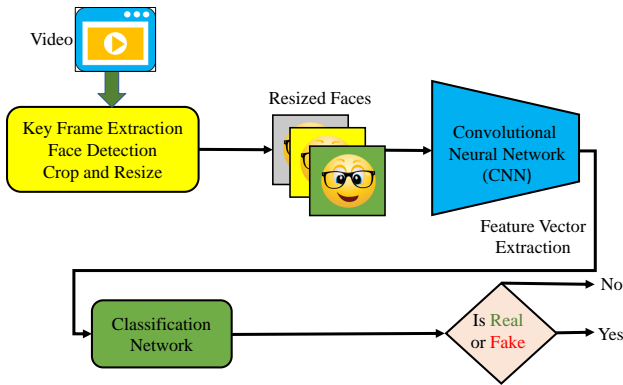 Video
Key Frame Extraction
Face Detection
Crop and Resize
Resized Faces
Convolutional
Neural Network
(CNN)
Feature Vector
Extraction
Classification
Network
Is Real
or Fake
No
Yes